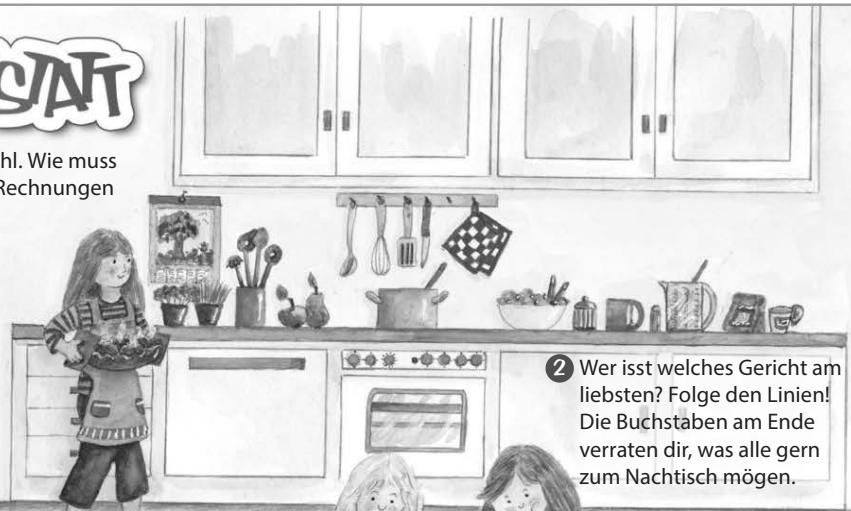 STATT
hl. Wie muss
Rechnungen
2 Wer isst welches Gericht am
liebsten? Folge den Linien!
Die Buchstaben am Ende
verraten dir, was alle gern
zum Nachtisch mögen.